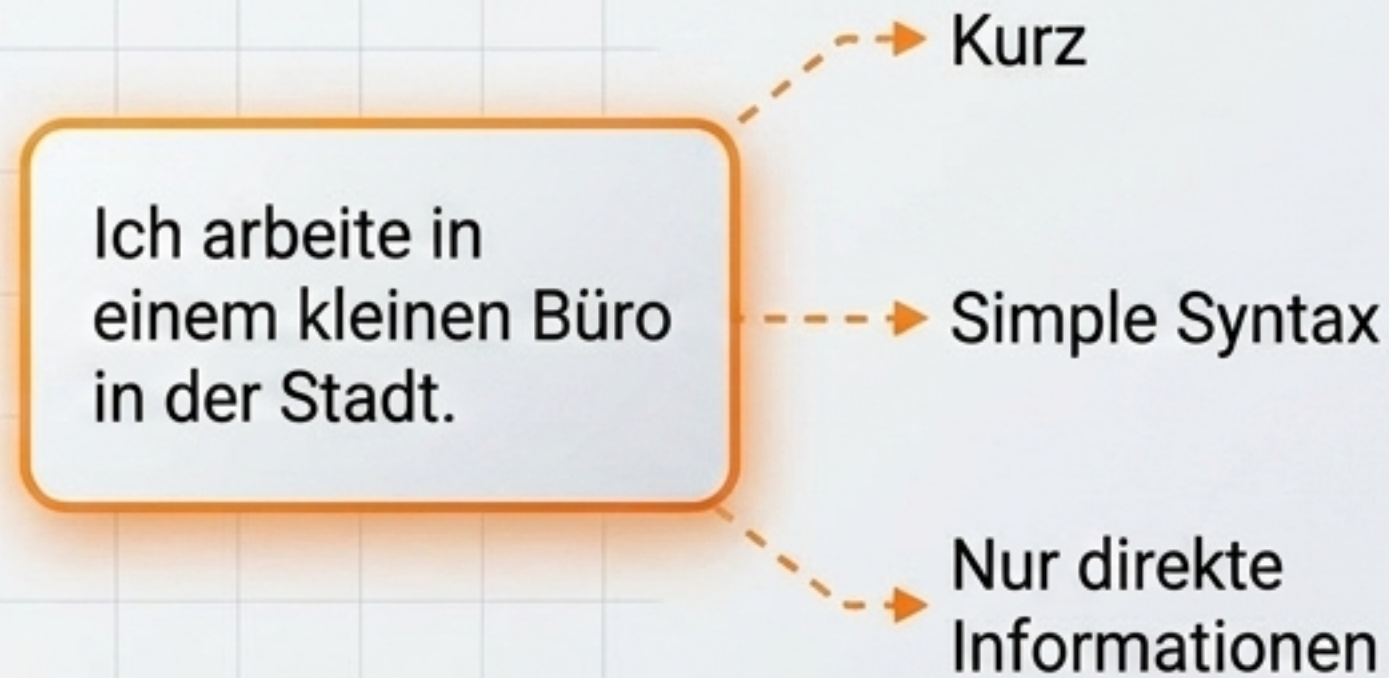 Ich arbeite in
einem kleinen Büro
in der Stadt.
Kurz
Simple Syntax
Nur direkte
Informationen